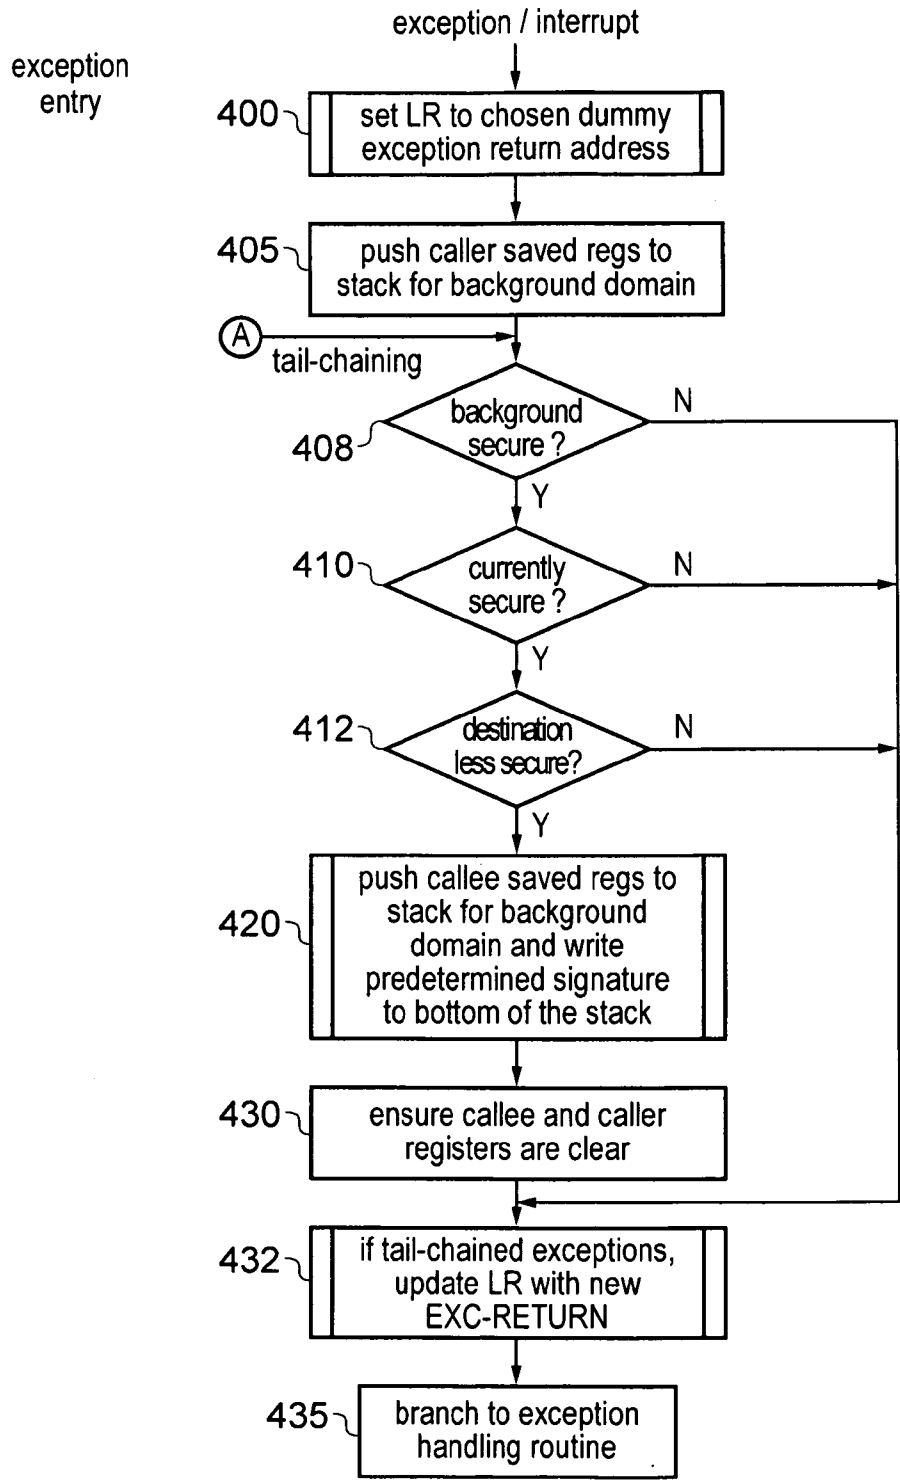 exception / interrupt
exception
entry
400
set LR to chosen dummy
exception return address
405
push caller saved regs to
stack for background domain
A
tail-chaining
background
secure ?
N
408
Y
410
currently
secure ?
N
Y
412
destination
less secure?
N
Y
420
push callee saved regs to
stack for background
domain and write
predetermined signature
to bottom of the stack
430
ensure callee and caller
registers are clear
432
if tail-chained exceptions,
update LR with new
EXC-RETURN
435
branch to exception
handling routine